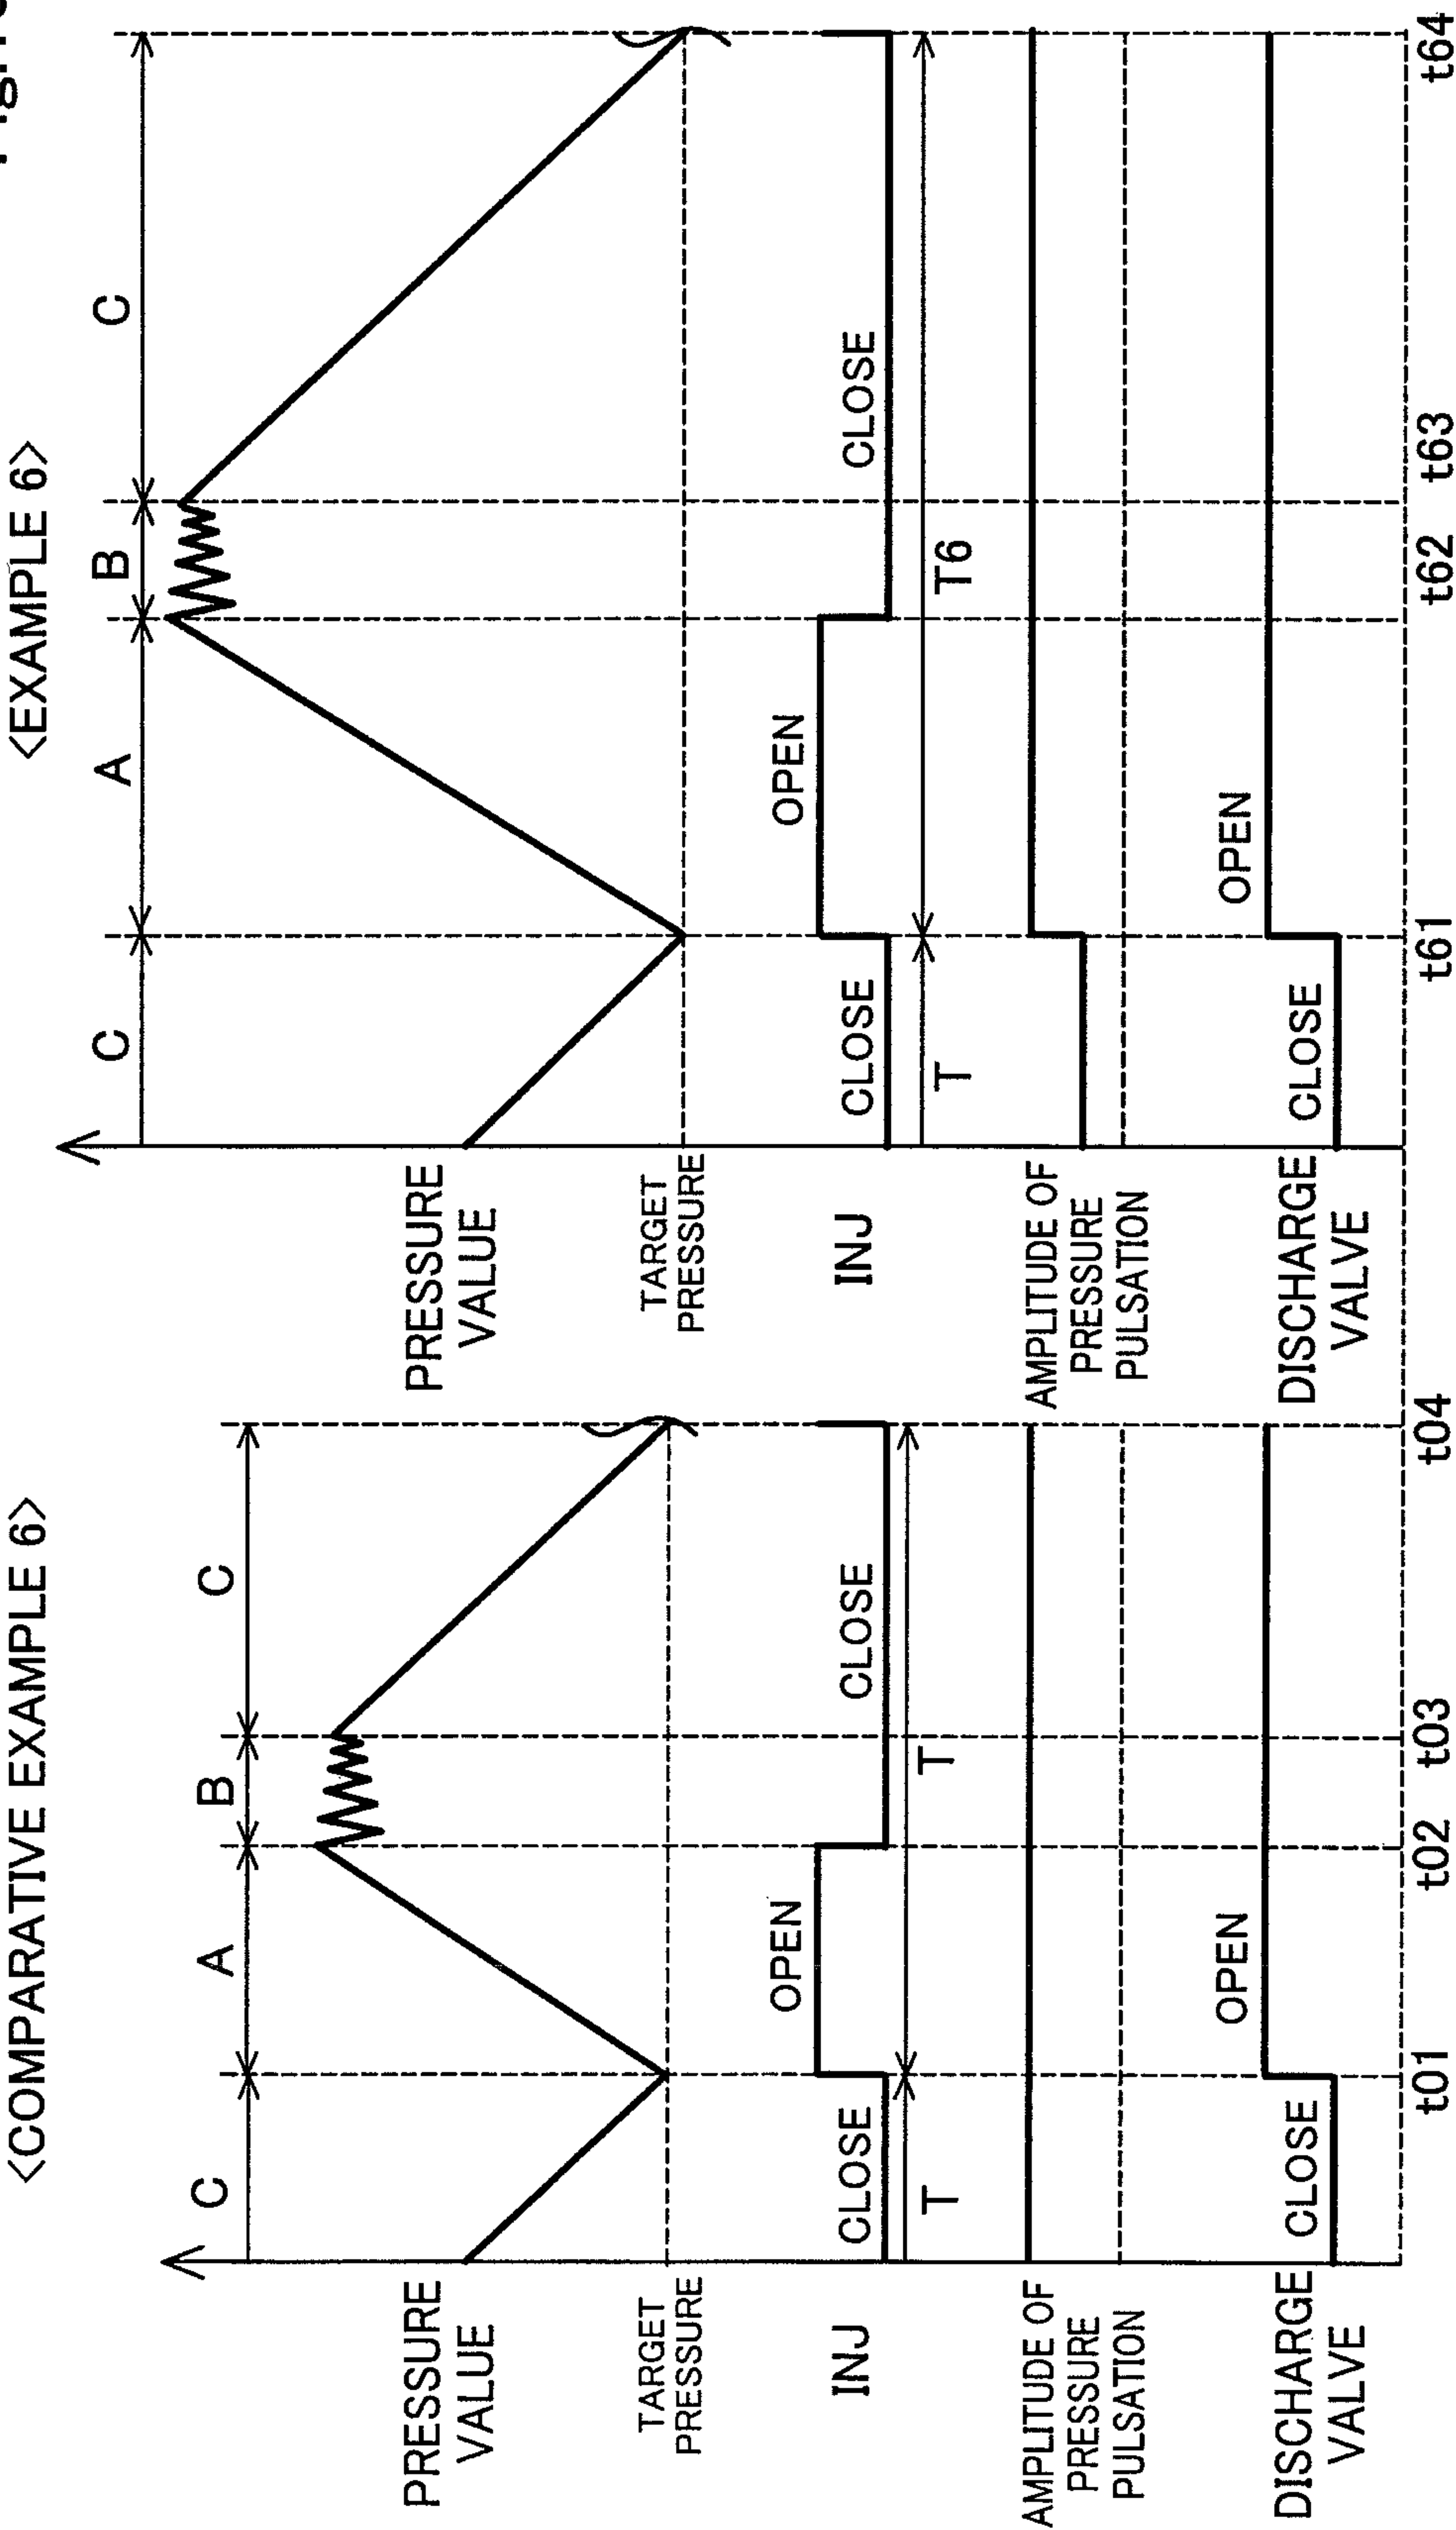 <COMPARATIVE EXAMPLE 6>
C
A
B
C
PRESSURE
VALUE
TARGET
PRESSURE
INJ
CLOSE
OPEN
CLOSE
T
T
AMPLITUDE OF
PRESSURE
PULSATION
DISCHARGE
VALVE
CLOSE
OPEN
t01
t02
t03
t04
<EXAMPLE 6>
C
A
B
C
PRESSURE
VALUE
TARGET
PRESSURE
INJ
CLOSE
OPEN
CLOSE
T
T6
AMPLITUDE OF
PRESSURE
PULSATION
DISCHARGE
VALVE
CLOSE
OPEN
t61
t62
t63
t64